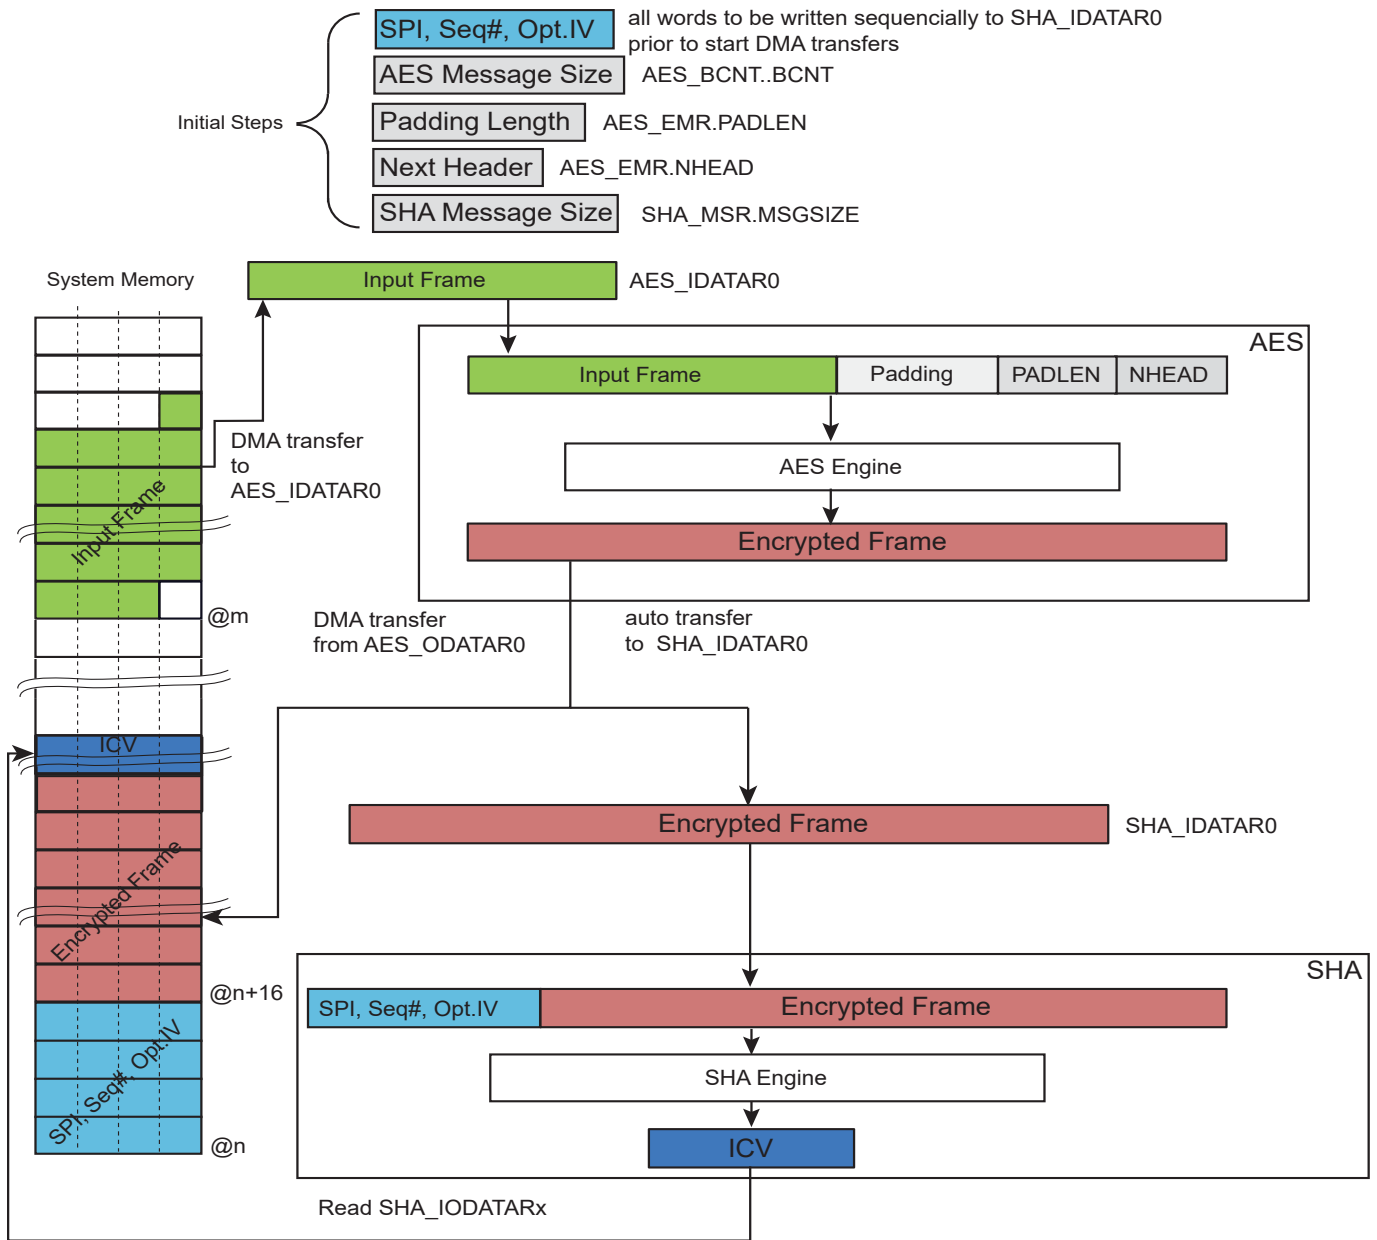 SPI, Seq#, Opt.IV
all words to be written sequencially to SHA_IDATAR0
prior to start DMA transfers
AES Message Size
AES_BCNT..BCNT
Initial Steps
Padding Length
AES_EMR.PADLEN
Next Header
AES_EMR.NHEAD
SHA Message Size
SHA_MSR.MSGSIZE
System Memory
Input Frame
AES_IDATAR0
AES
Input Frame
Padding
PADLEN
NHEAD
DMA transfer
to
AES_IDATAR0
AES Engine
Input Frame
Encrypted Frame
@m
DMA transfer
from AES_ODATAR0
auto transfer
to SHA_IDATAR0
ICV
Encrypted Frame
SHA_IDATAR0
Encrypted Frame
SHA
@n+16
SPI, Seq#, Opt.IV
Encrypted Frame
SPI, Seq#, Opt.IV
SHA Engine
@n
ICV
Read SHA_IODATARx